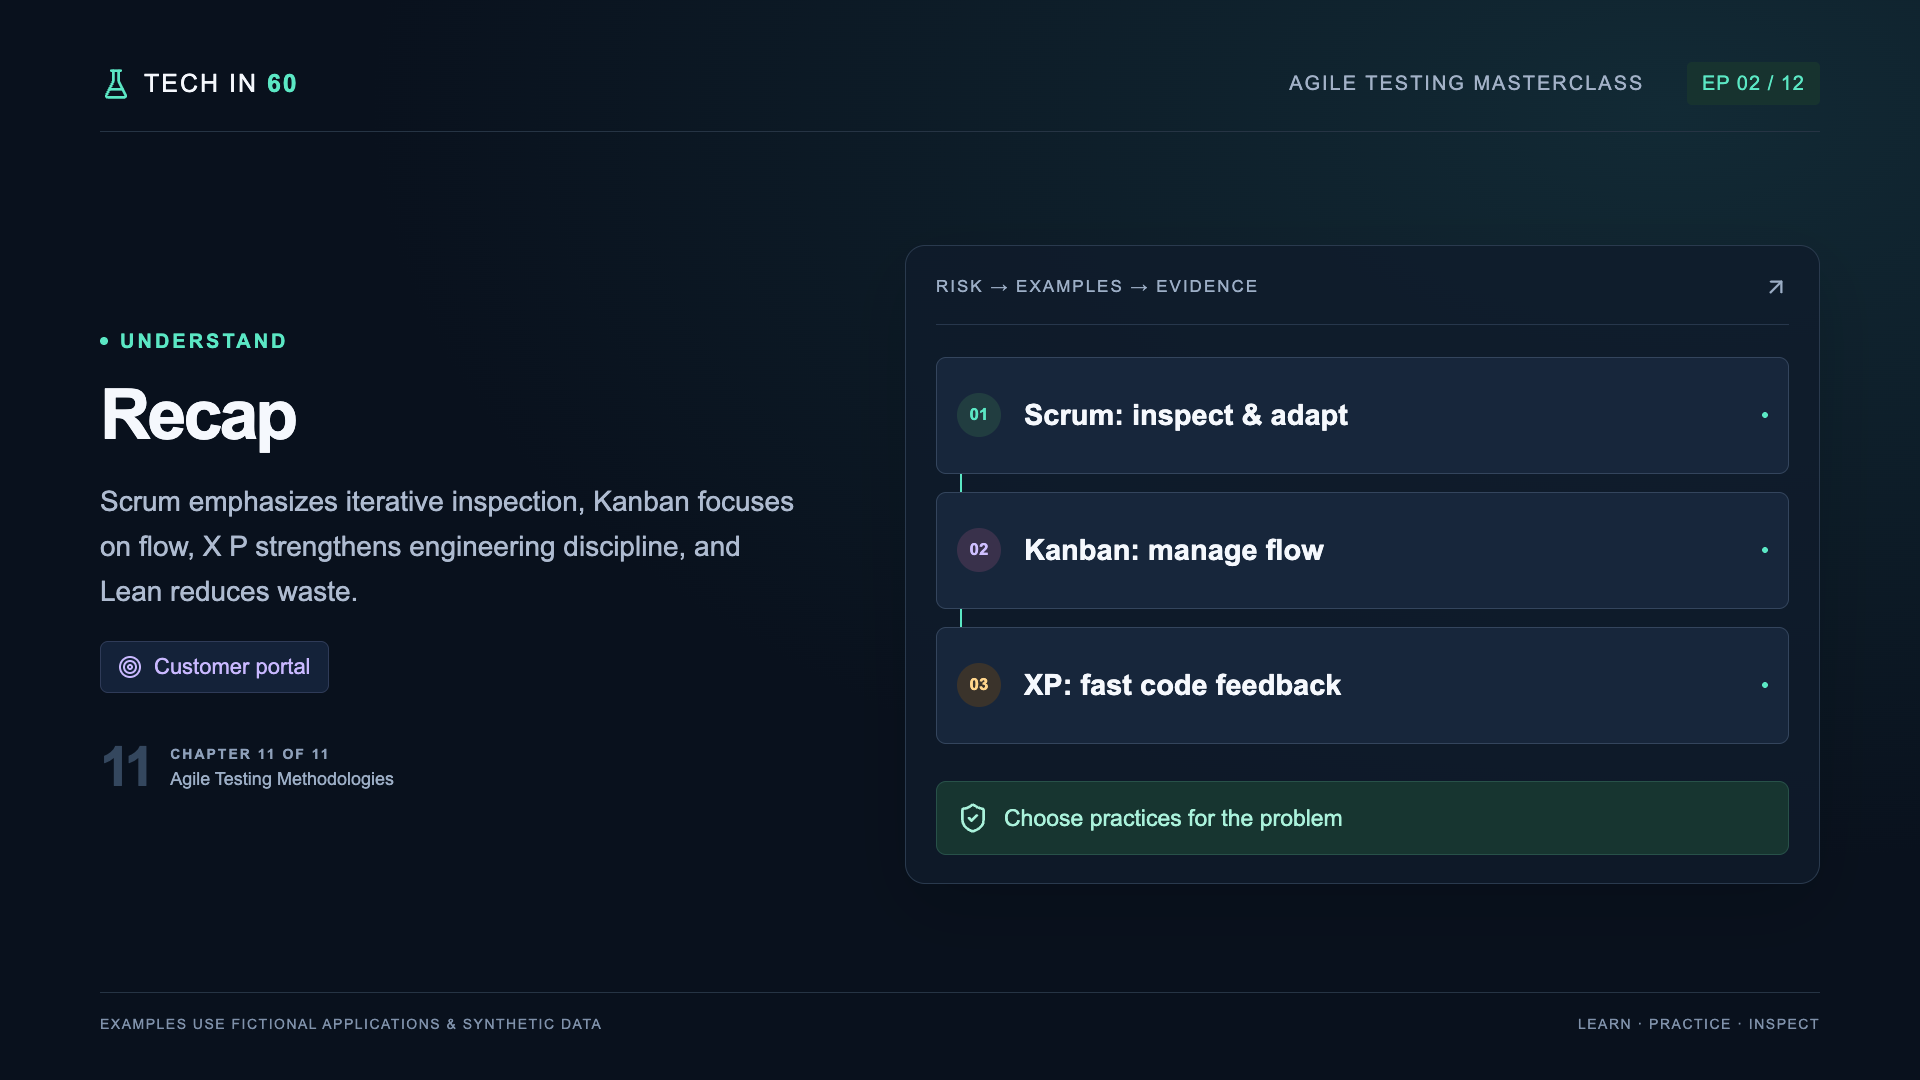 TECH IN 60
AGILE TESTING MASTERCLASS
EP 02 / 12
UNDERSTAND
Recap
Scrum emphasizes iterative inspection, Kanban focuses
on flow, X P strengthens engineering discipline, and
Lean reduces waste.
Customer portal
11
CHAPTER 11 OF 11
Agile Testing Methodologies
RISK → EXAMPLES → EVIDENCE
01
Scrum: inspect & adapt
02
Kanban: manage flow
03
XP: fast code feedback
Choose practices for the problem
EXAMPLES USE FICTIONAL APPLICATIONS & SYNTHETIC DATA
LEARN · PRACTICE · INSPECT